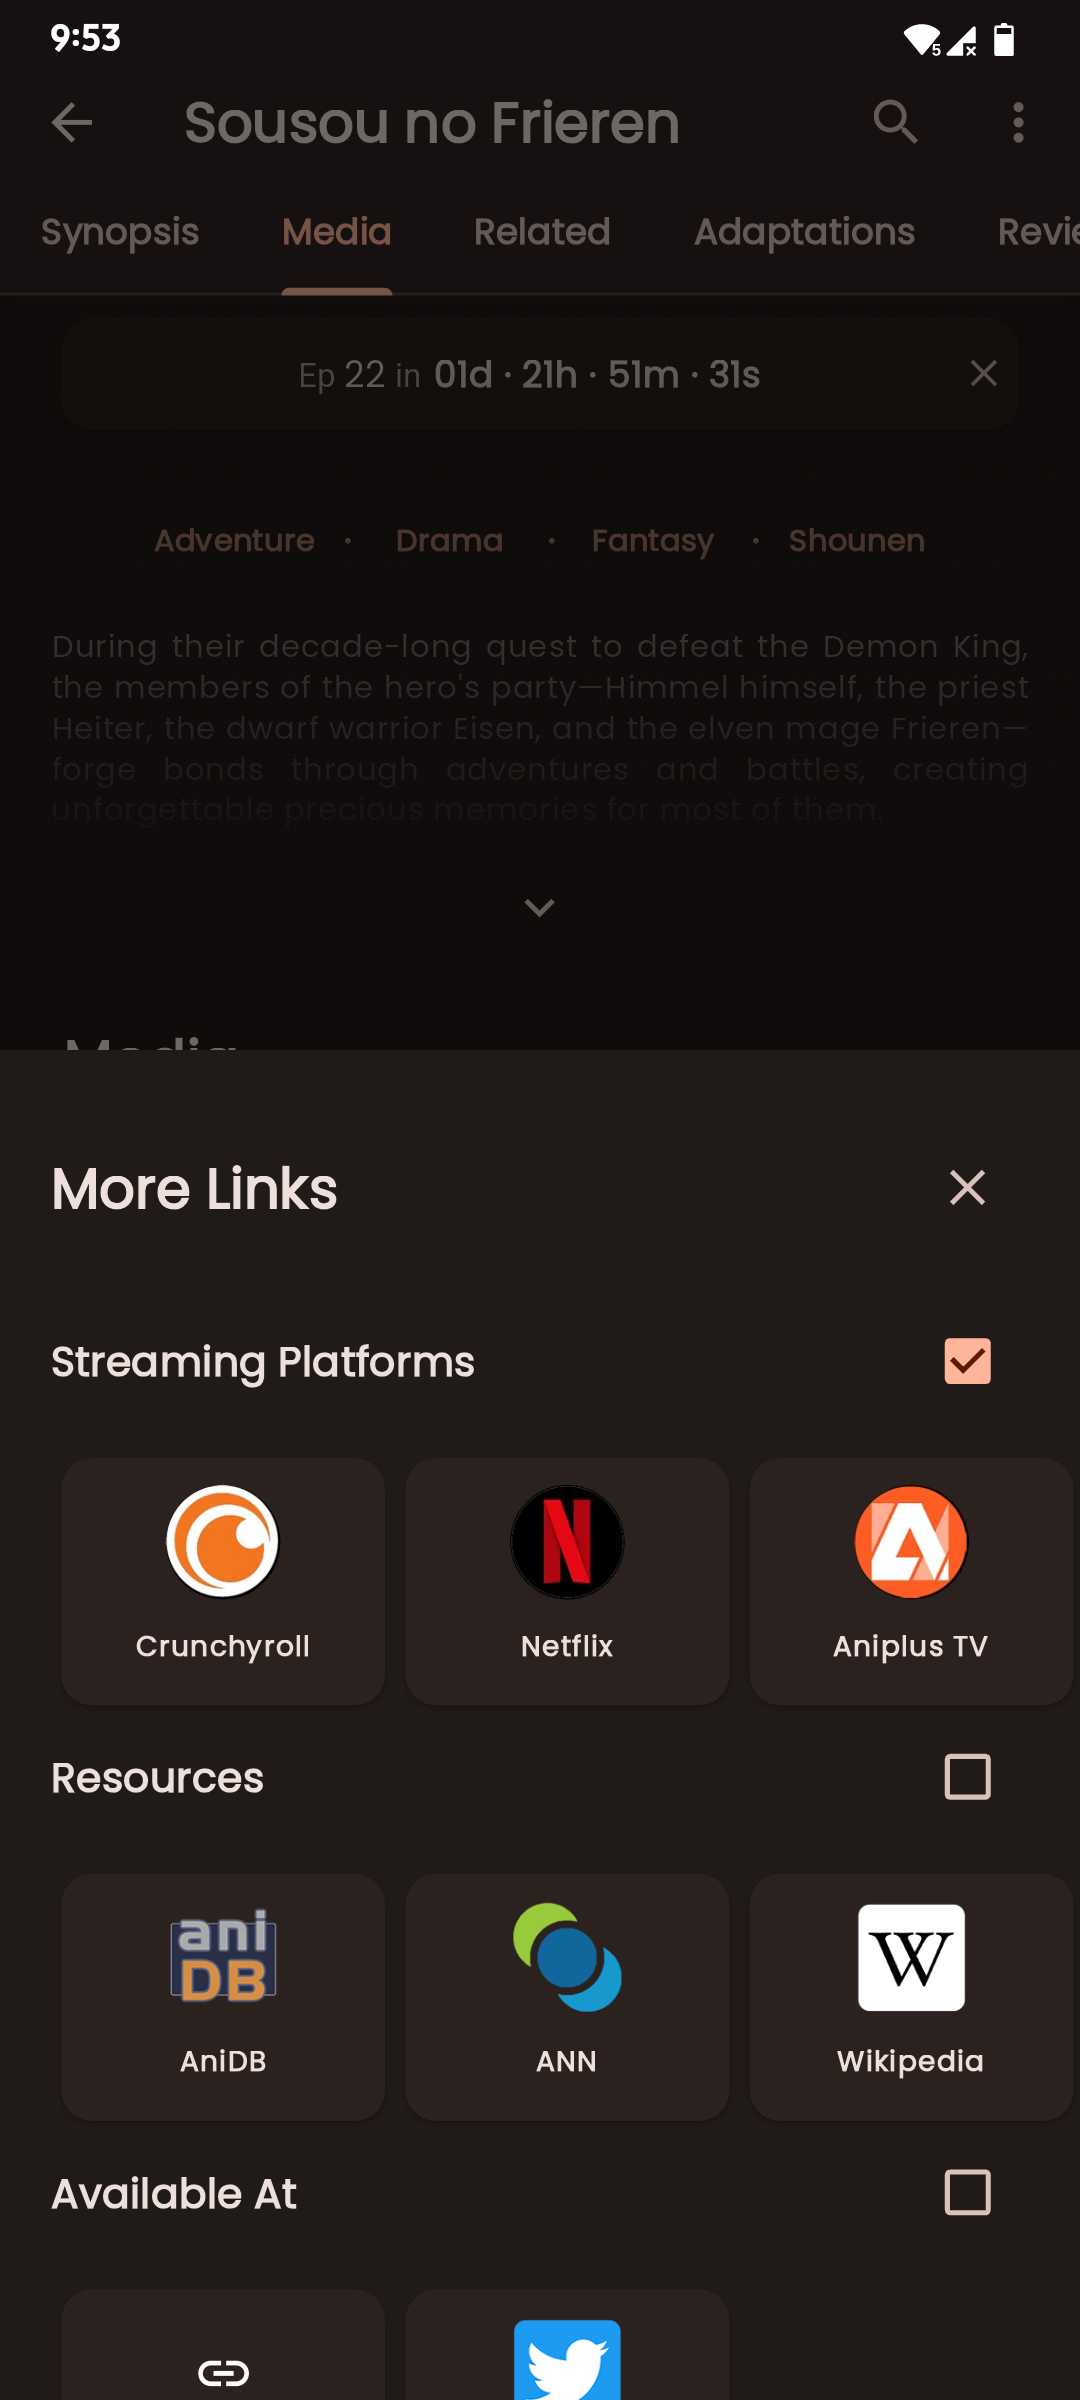 9:53
5
Sousou no Frieren
Synopsis Media Related Adaptations Revie
Ep 22 in 01d · 21h · 51m · 31s
Adventure · Drama · Fantasy · Shounen
During their decade-long quest to defeat the Demon King,
the members of the hero's party—Himmel himself, the priest
Heiter, the dwarf warrior Eisen, and the elven mage Frieren—
forge bonds through adventures and battles, creating
unforgettable precious memories for most of them.
Media
More Links
Streaming Platforms
Crunchyroll Netflix Aniplus TV
Resources
ani
DB
W
AniDB ANN Wikipedia
Available At